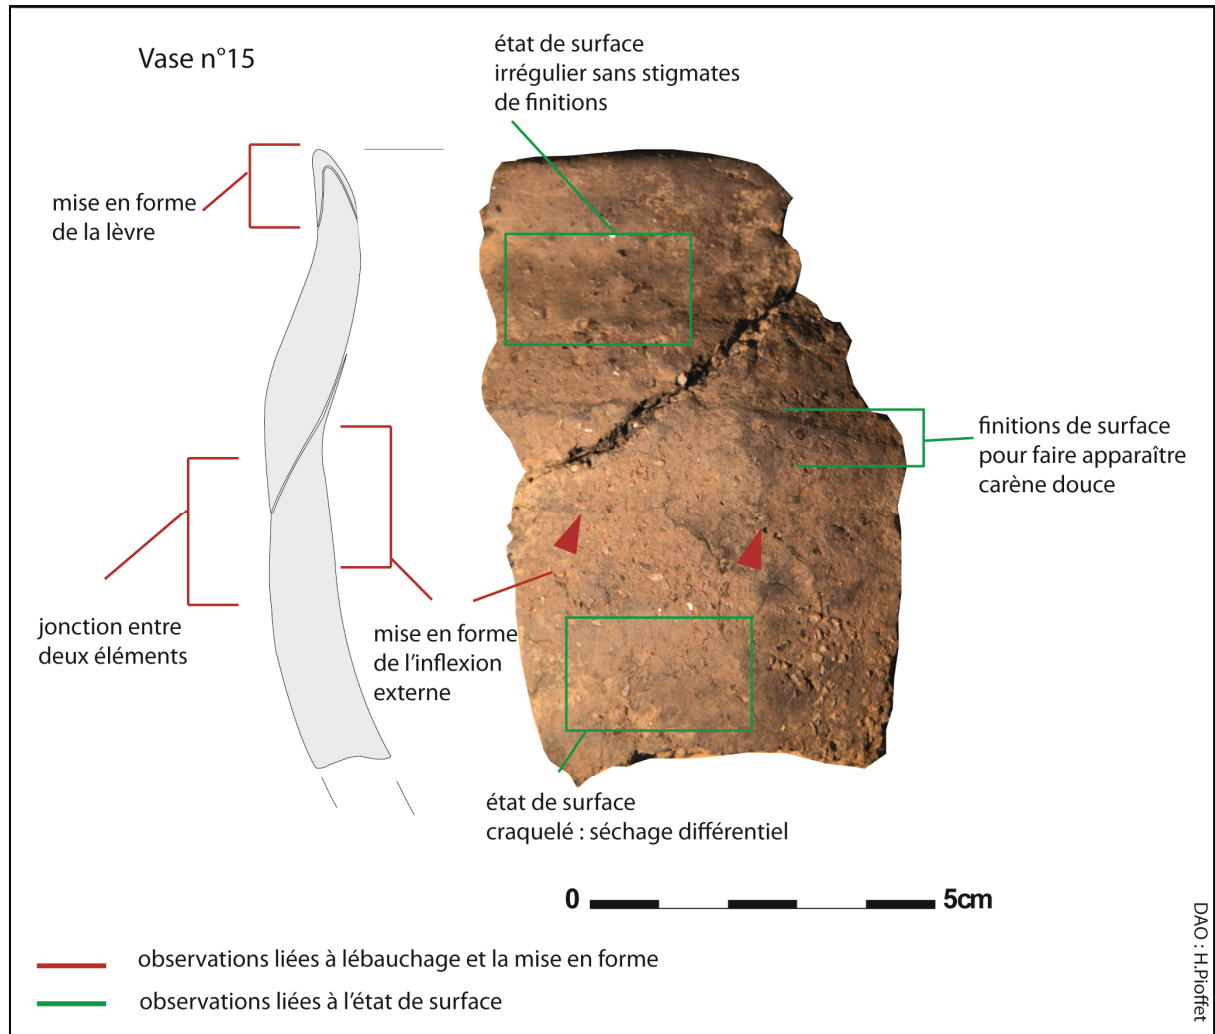 Vase n°15
état de surface
irrégulier sans stigmates
de finitions
mise en forme
de la lèvre
finitions de surface
pour faire apparaître
carène douce
jonction entre
deux éléments
mise en forme
de l'inflexion
externe
état de surface
craquelé : séchage différentiel
0 5cm
observations liées à lébauchage et la mise en forme
observations liées à l'état de surface
DAO : H.Pioffet